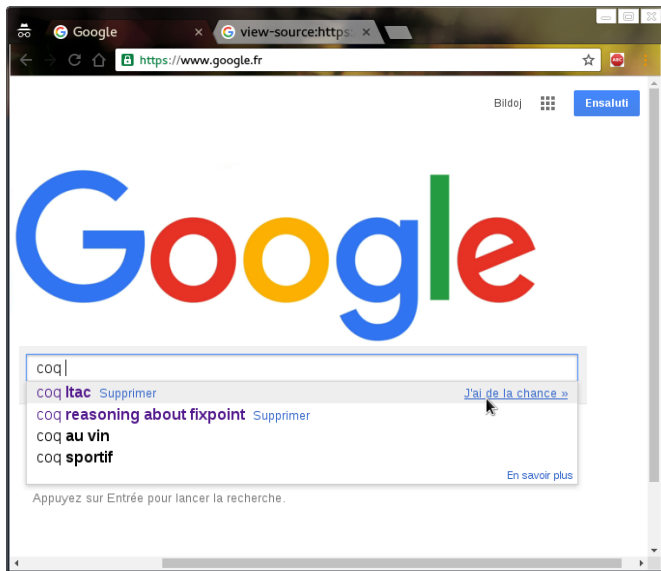 Google
view-source:https:
https://www.google.fr
ABC
Bildoj
Ensaluti
Google
coq
coq ltac Supprimer J'ai de la chance »
coq reasoning about fixpoint Supprimer
coq au vin
coq sportif
En savoir plus
Appuyez sur Entrée pour lancer la recherche.